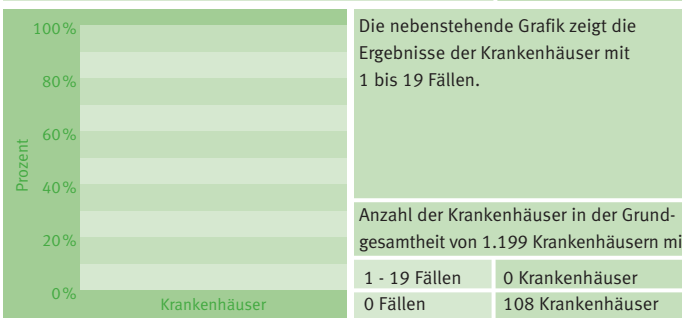 100%
80%
60%
40%
20%
0%
Prozent
Krankenhäuser
Die nebenstehende Grafik zeigt die
Ergebnisse der Krankenhäuser mit
1 bis 19 Fällen.
Anzahl der Krankenhäuser in der Grund-
gesamtheit von 1.199 Krankenhäusern mi
1 - 19 Fällen 0 Krankenhäuser
0 Fällen 108 Krankenhäuser